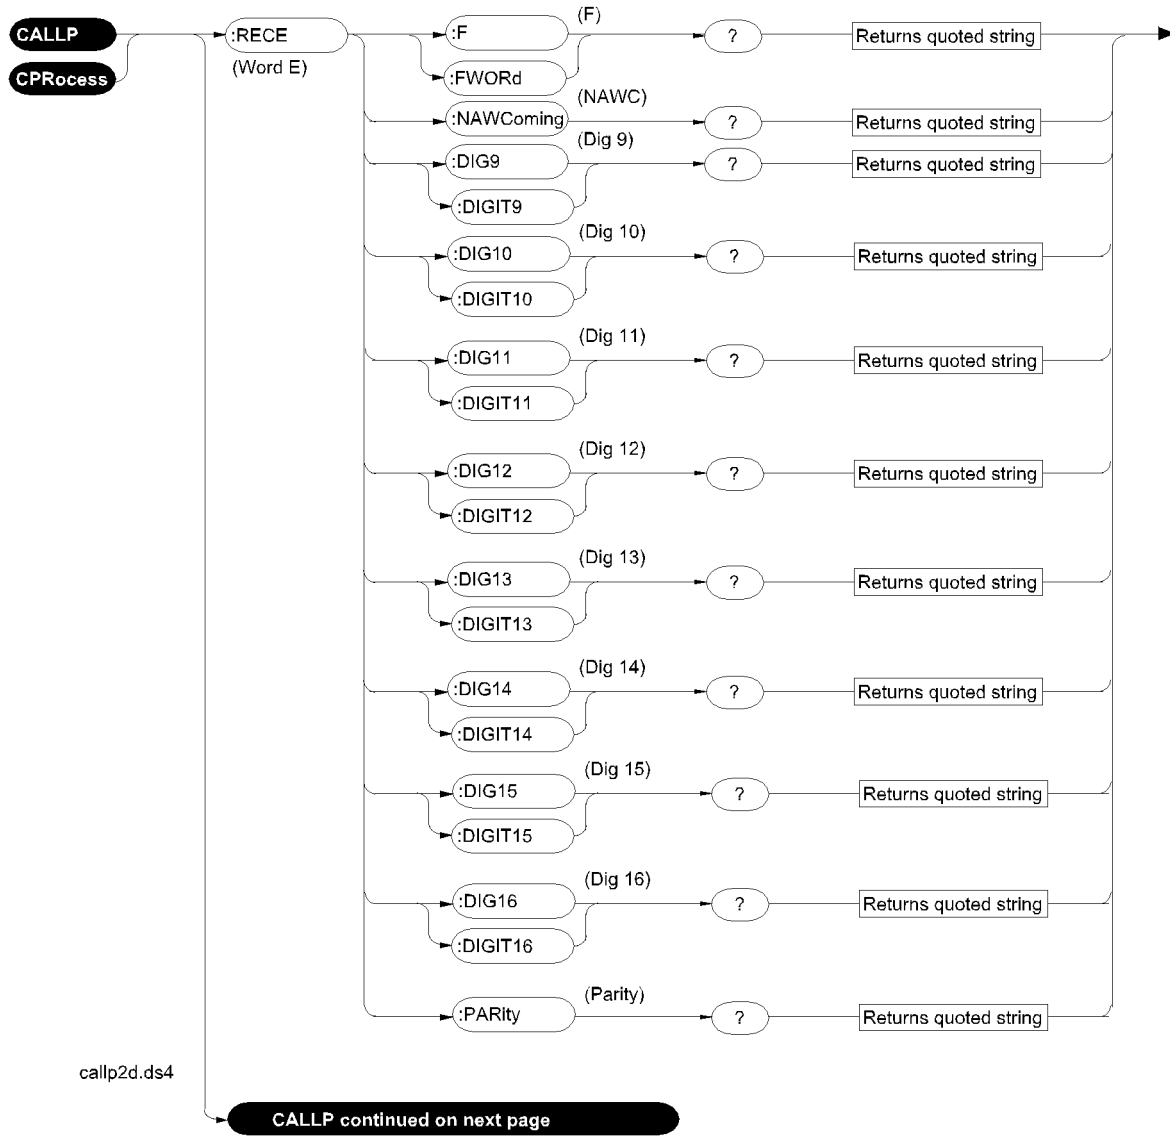 CALLP
:RECE
:F
(F)
?
Returns quoted string
CPRocess
(Word E)
:FWORd
:NAWComing
(NAWC)
?
Returns quoted string
:DIG9
(Dig 9)
?
Returns quoted string
:DIGIT9
:DIG10
(Dig 10)
?
Returns quoted string
:DIGIT10
:DIG11
(Dig 11)
?
Returns quoted string
:DIGIT11
:DIG12
(Dig 12)
?
Returns quoted string
:DIGIT12
:DIG13
(Dig 13)
?
Returns quoted string
:DIGIT13
:DIG14
(Dig 14)
?
Returns quoted string
:DIGIT14
:DIG15
(Dig 15)
?
Returns quoted string
:DIGIT15
:DIG16
(Dig 16)
?
Returns quoted string
:DIGIT16
:PARity
(Parity)
?
Returns quoted string
callp2d.ds4
CALLP continued on next page